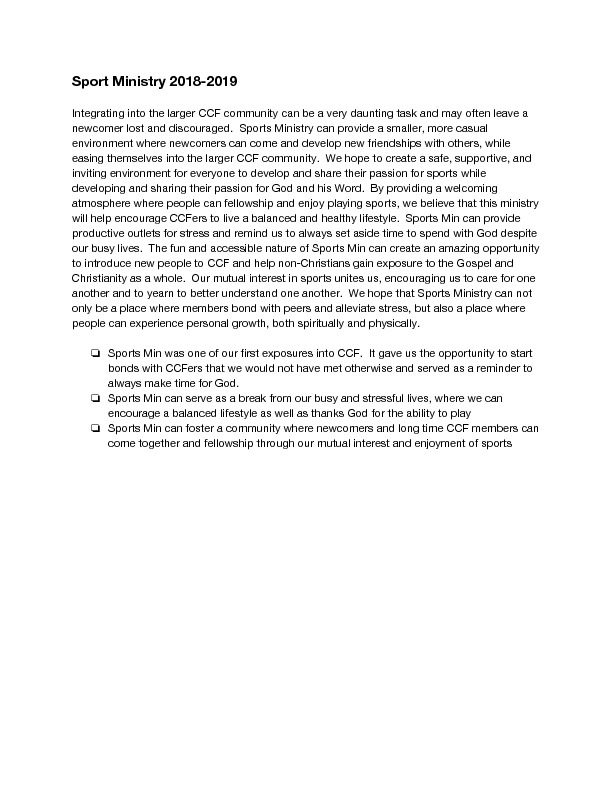 Sport Ministry 2018-2019
Integrating into the larger CCF community can be a very daunting task and may often leave a
newcomer lost and discouraged.  Sports Ministry can provide a smaller, more casual
environment where newcomers can come and develop new friendships with others, while
easing themselves into the larger CCF community.  We hope to create a safe, supportive, and
inviting environment for everyone to develop and share their passion for sports while
developing and sharing their passion for God and his Word.  By providing a welcoming
atmosphere where people can fellowship and enjoy playing sports, we believe that this ministry
will help encourage CCFers to live a balanced and healthy lifestyle.  Sports Min can provide
productive outlets for stress and remind us to always set aside time to spend with God despite
our busy lives.  The fun and accessible nature of Sports Min can create an amazing opportunity
to introduce new people to CCF and help non-Christians gain exposure to the Gospel and
Christianity as a whole.  Our mutual interest in sports unites us, encouraging us to care for one
another and to yearn to better understand one another.  We hope that Sports Ministry can not
only be a place where members bond with peers and alleviate stress, but also a place where
people can experience personal growth, both spiritually and physically.
❏ Sports Min was one of our first exposures into CCF.  It gave us the opportunity to start
bonds with CCFers that we would not have met otherwise and served as a reminder to
always make time for God.
❏ Sports Min can serve as a break from our busy and stressful lives, where we can
encourage a balanced lifestyle as well as thanks God for the ability to play
❏ Sports Min can foster a community where newcomers and long time CCF members can
come together and fellowship through our mutual interest and enjoyment of sports